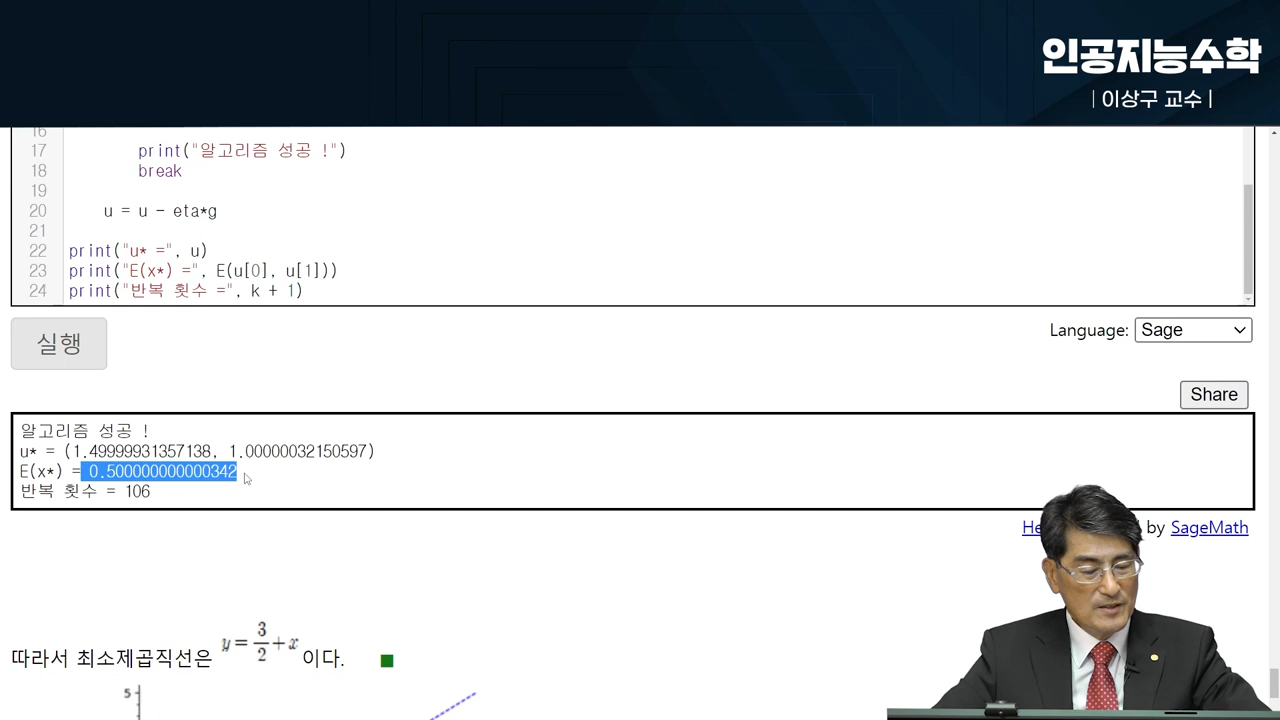 인공지능수학
| 이상구 교수 |
16
17 print("알고리즘 성공 !")
18 break
19
20 u = u - eta*g
21
22 print("u* =", u)
23 print("E(x*) =", E(u[0], u[1]))
24 print("반복 횟수 =", k + 1)
실행
Language: Sage
Share
알고리즘 성공 !
u* = (1.49999931357138, 1.00000032150597)
E(x*) = 0.500000000000342
반복 횟수 = 106
by SageMath
따라서 최소제곱직선은 y = 3/2 + x 이다.
5